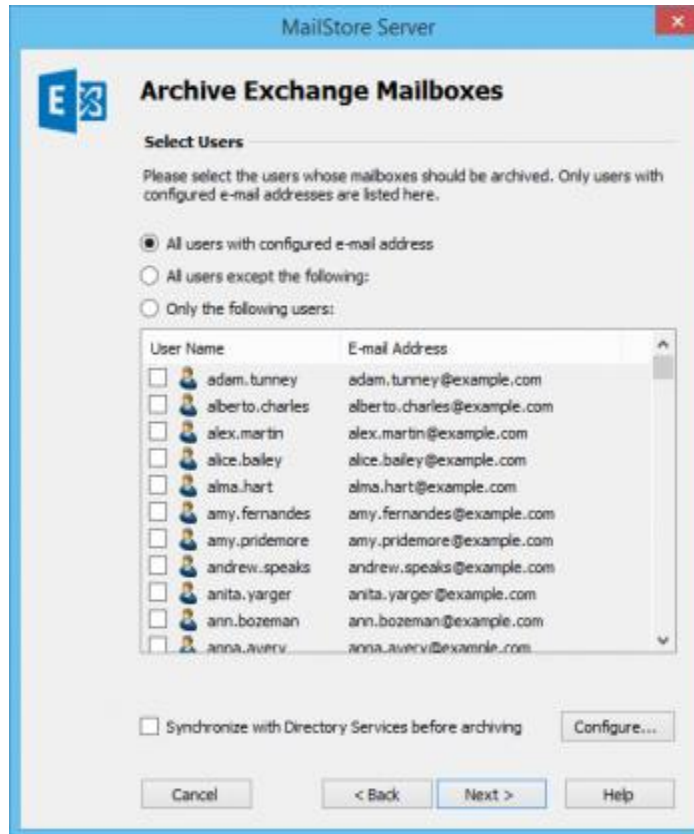 MailStore Server
E
Archive Exchange Mailboxes
Select Users
Please select the users whose mailboxes should be archived. Only users with
configured e-mail addresses are listed here.
All users with configured e-mail address
All users except the following:
Only the following users:
User Name E-mail Address
adam.tunney adam.tunney@example.com
alberto.charles alberto.charles@example.com
alex.martin alex.martin@example.com
alice.bailey alice.bailey@example.com
alma.hart alma.hart@example.com
amy.fernandes amy.fernandes@example.com
amy.pridemore amy.pridemore@example.com
andrew.speaks andrew.speaks@example.com
anita.yarger anita.yarger@example.com
ann.bozeman ann.bozeman@example.com
anna.avery anna.avery@example.com
Synchronize with Directory Services before archiving Configure...
Cancel < Back Next > Help